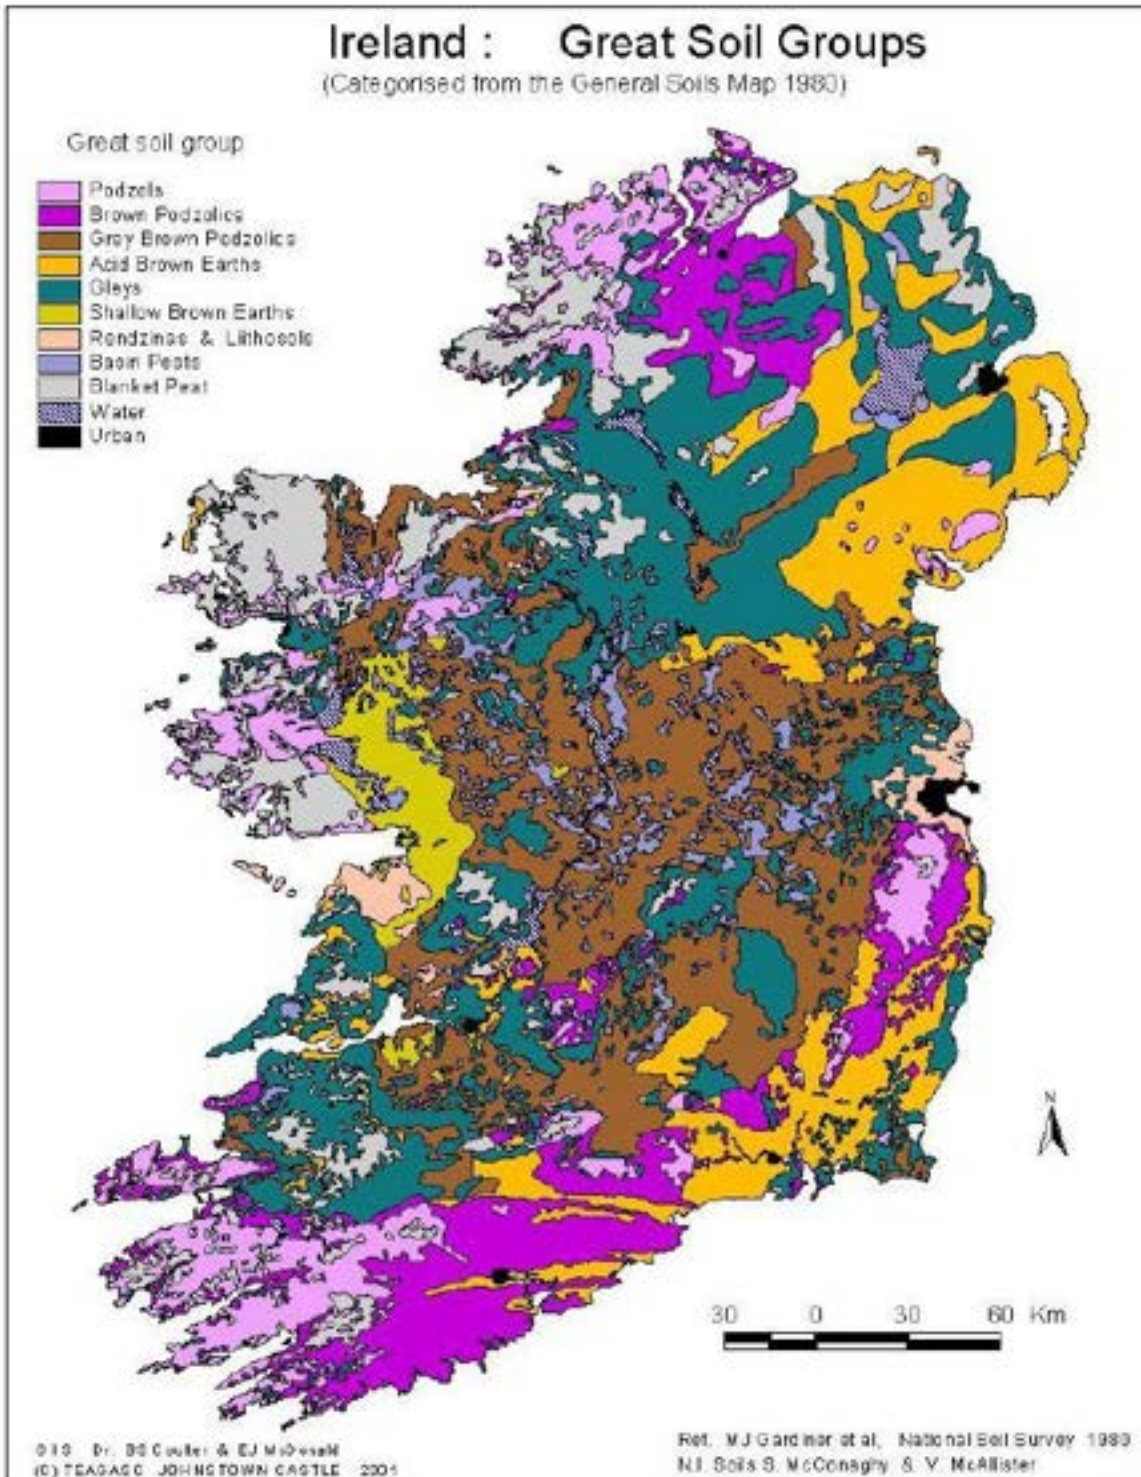 Ireland : Great Soil Groups
(Categorised from the General Soils Map 1980)
Great soil group
Podzols
Brown Podzolics
Grey Brown Podzolics
Acid Brown Earths
Gleys
Shallow Brown Earths
Rendzinas & Lithosols
Basin Peats
Blanket Peat
Water
Urban
N
30 0 30 60 Km
GIS Dr. BS Coulter & EJ McDonald
(C) TEAGASC JOHNSTOWN CASTLE 2001
Ref. MJ Gardiner et al, National Soil Survey 1980
N.I. Soils S. McConaghy & V. McAllister